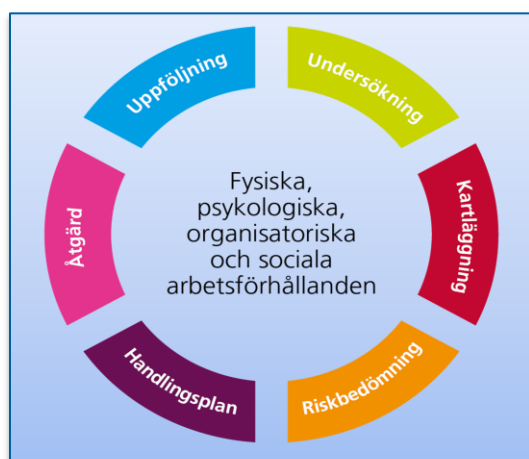 Uppföljning
Undersökning
Kartläggning
Riskbedömning
Handlingsplan
Åtgärd
Fysiska,
psykologiska,
organisatoriska
och sociala
arbetsförhållanden